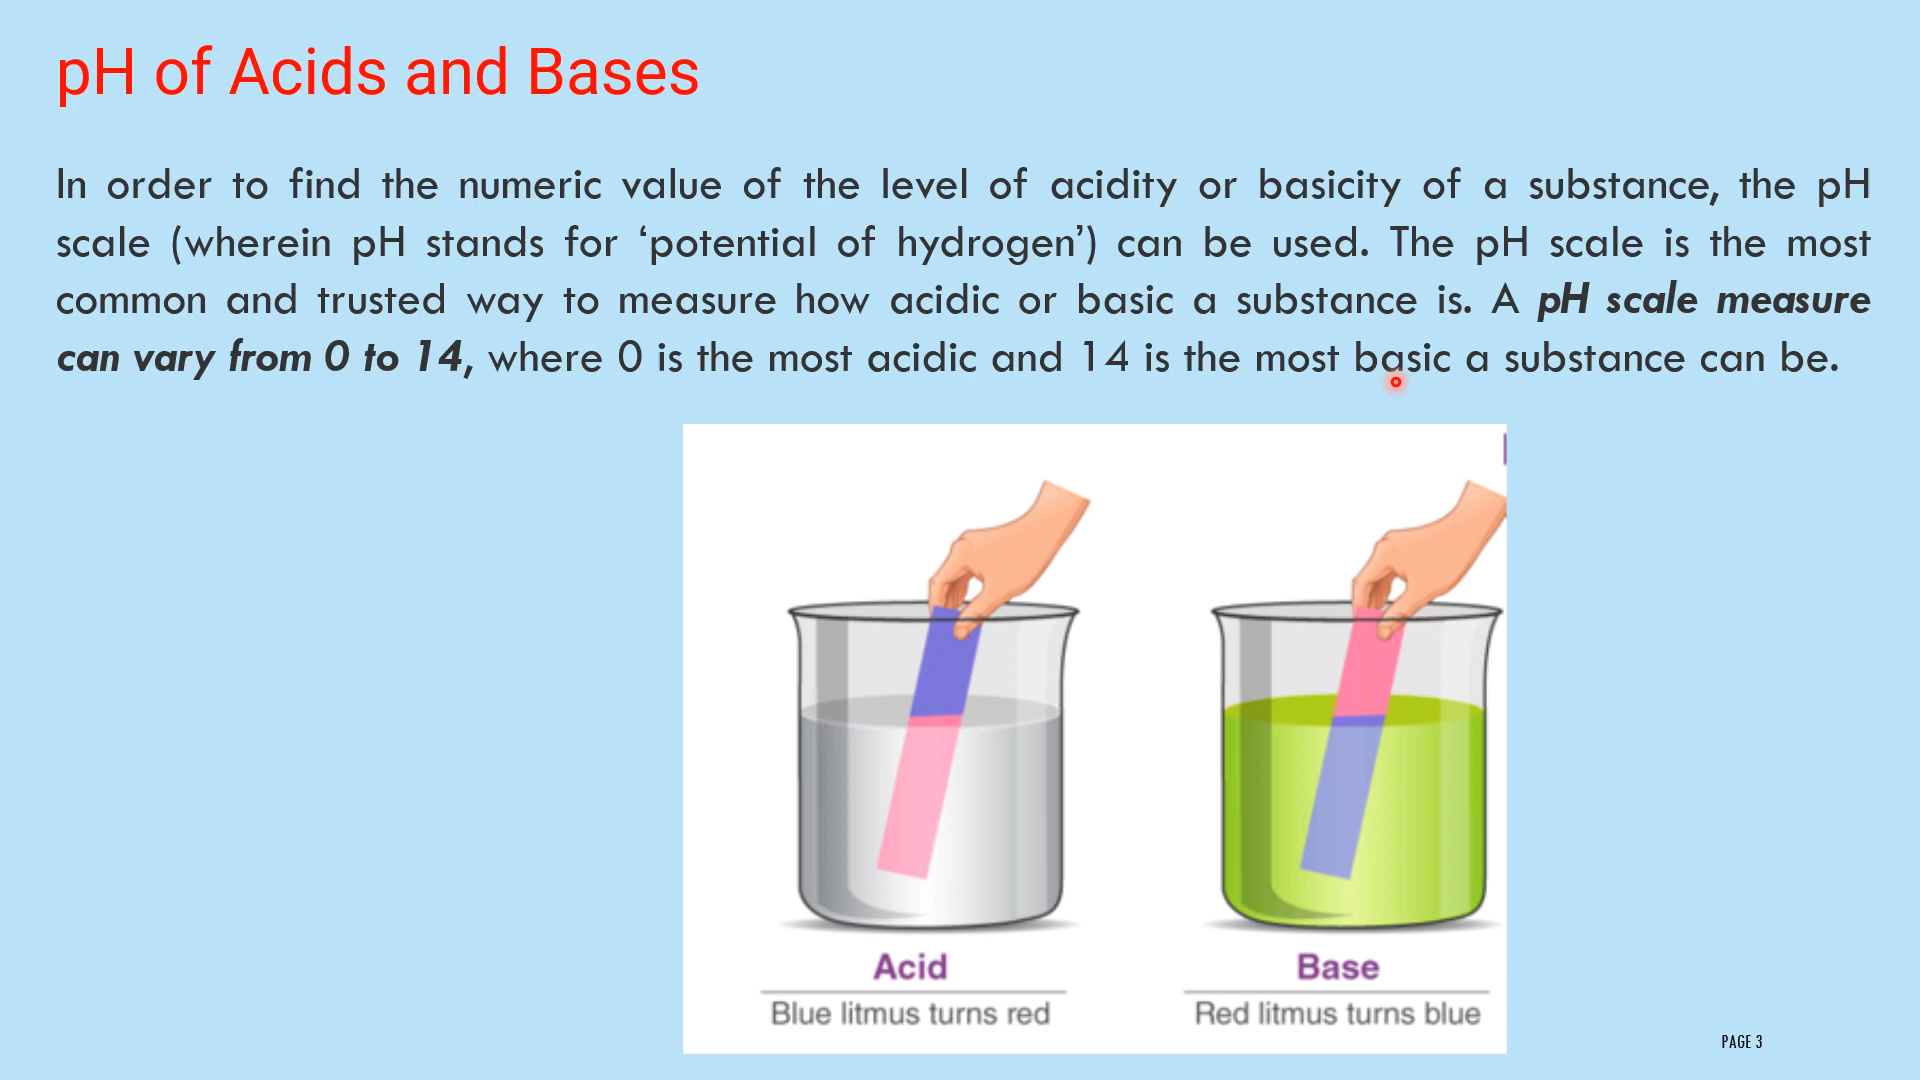 pH of Acids and Bases
In order to find the numeric value of the level of acidity or basicity of a substance, the pH
scale (wherein pH stands for ‘potential of hydrogen’) can be used. The pH scale is the most
common and trusted way to measure how acidic or basic a substance is. A pH scale measure
can vary from 0 to 14, where 0 is the most acidic and 14 is the most basic a substance can be.
Acid
Blue litmus turns red
Base
Red litmus turns blue
PAGE 3